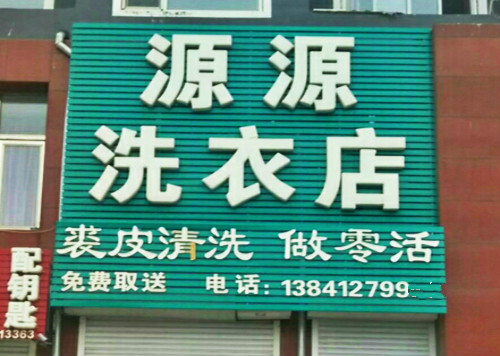 源源
洗衣店
裘皮清洗 做零活
免费取送 电话：138412799
配钥匙
13363